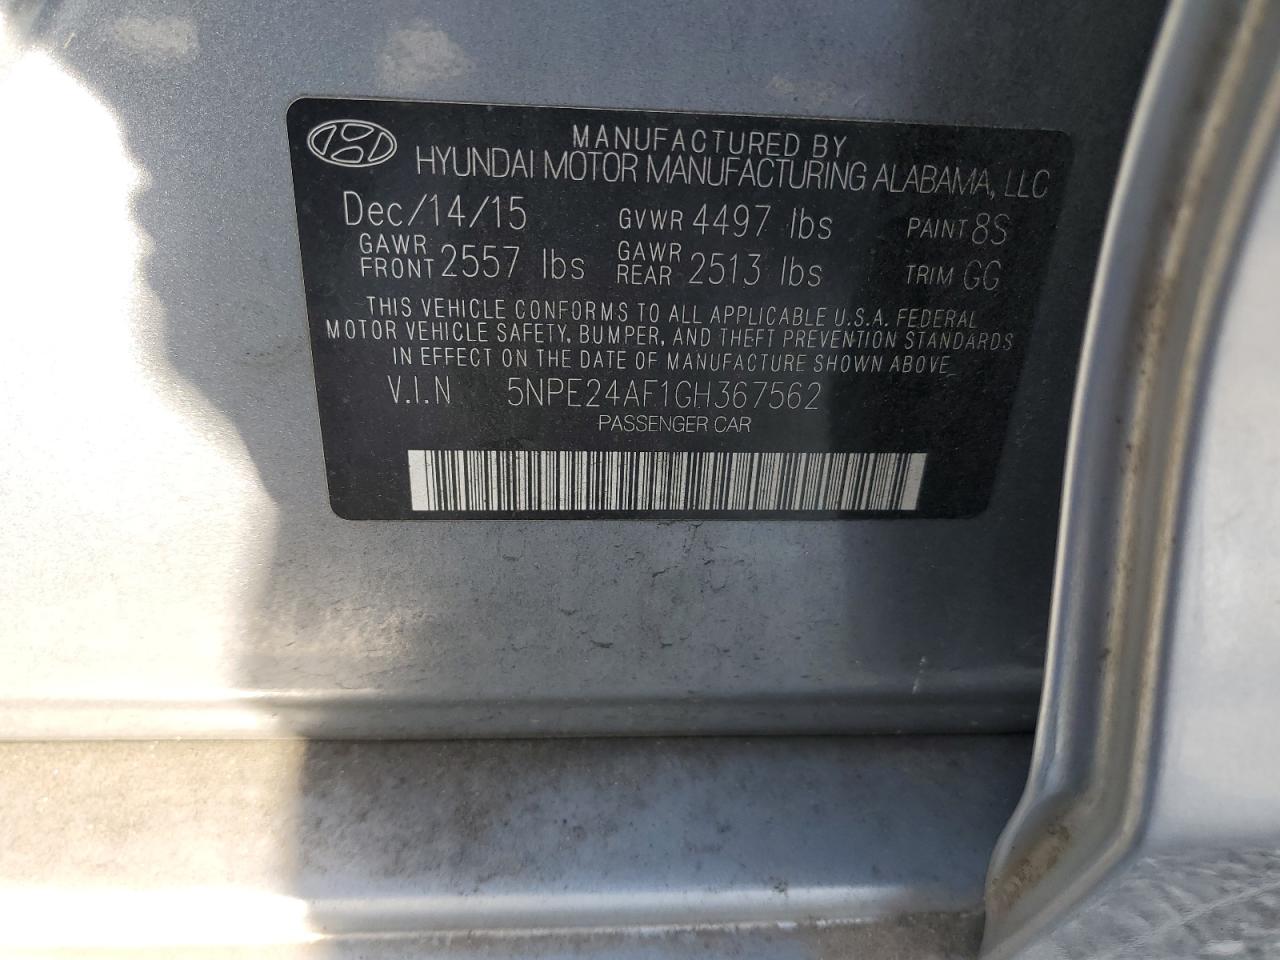 MANUFACTURED BY
HYUNDAI MOTOR MANUFACTURING ALABAMA, LLC
Dec/14/15 GVWR 4497 lbs PAINT 8S
GAWR FRONT 2557 lbs GAWR REAR 2513 lbs TRIM GG
THIS VEHICLE CONFORMS TO ALL APPLICABLE U.S.A. FEDERAL
MOTOR VEHICLE SAFETY, BUMPER, AND THEFT PREVENTION STANDARDS
IN EFFECT ON THE DATE OF MANUFACTURE SHOWN ABOVE
V.I.N 5NPE24AF1GH367562
PASSENGER CAR